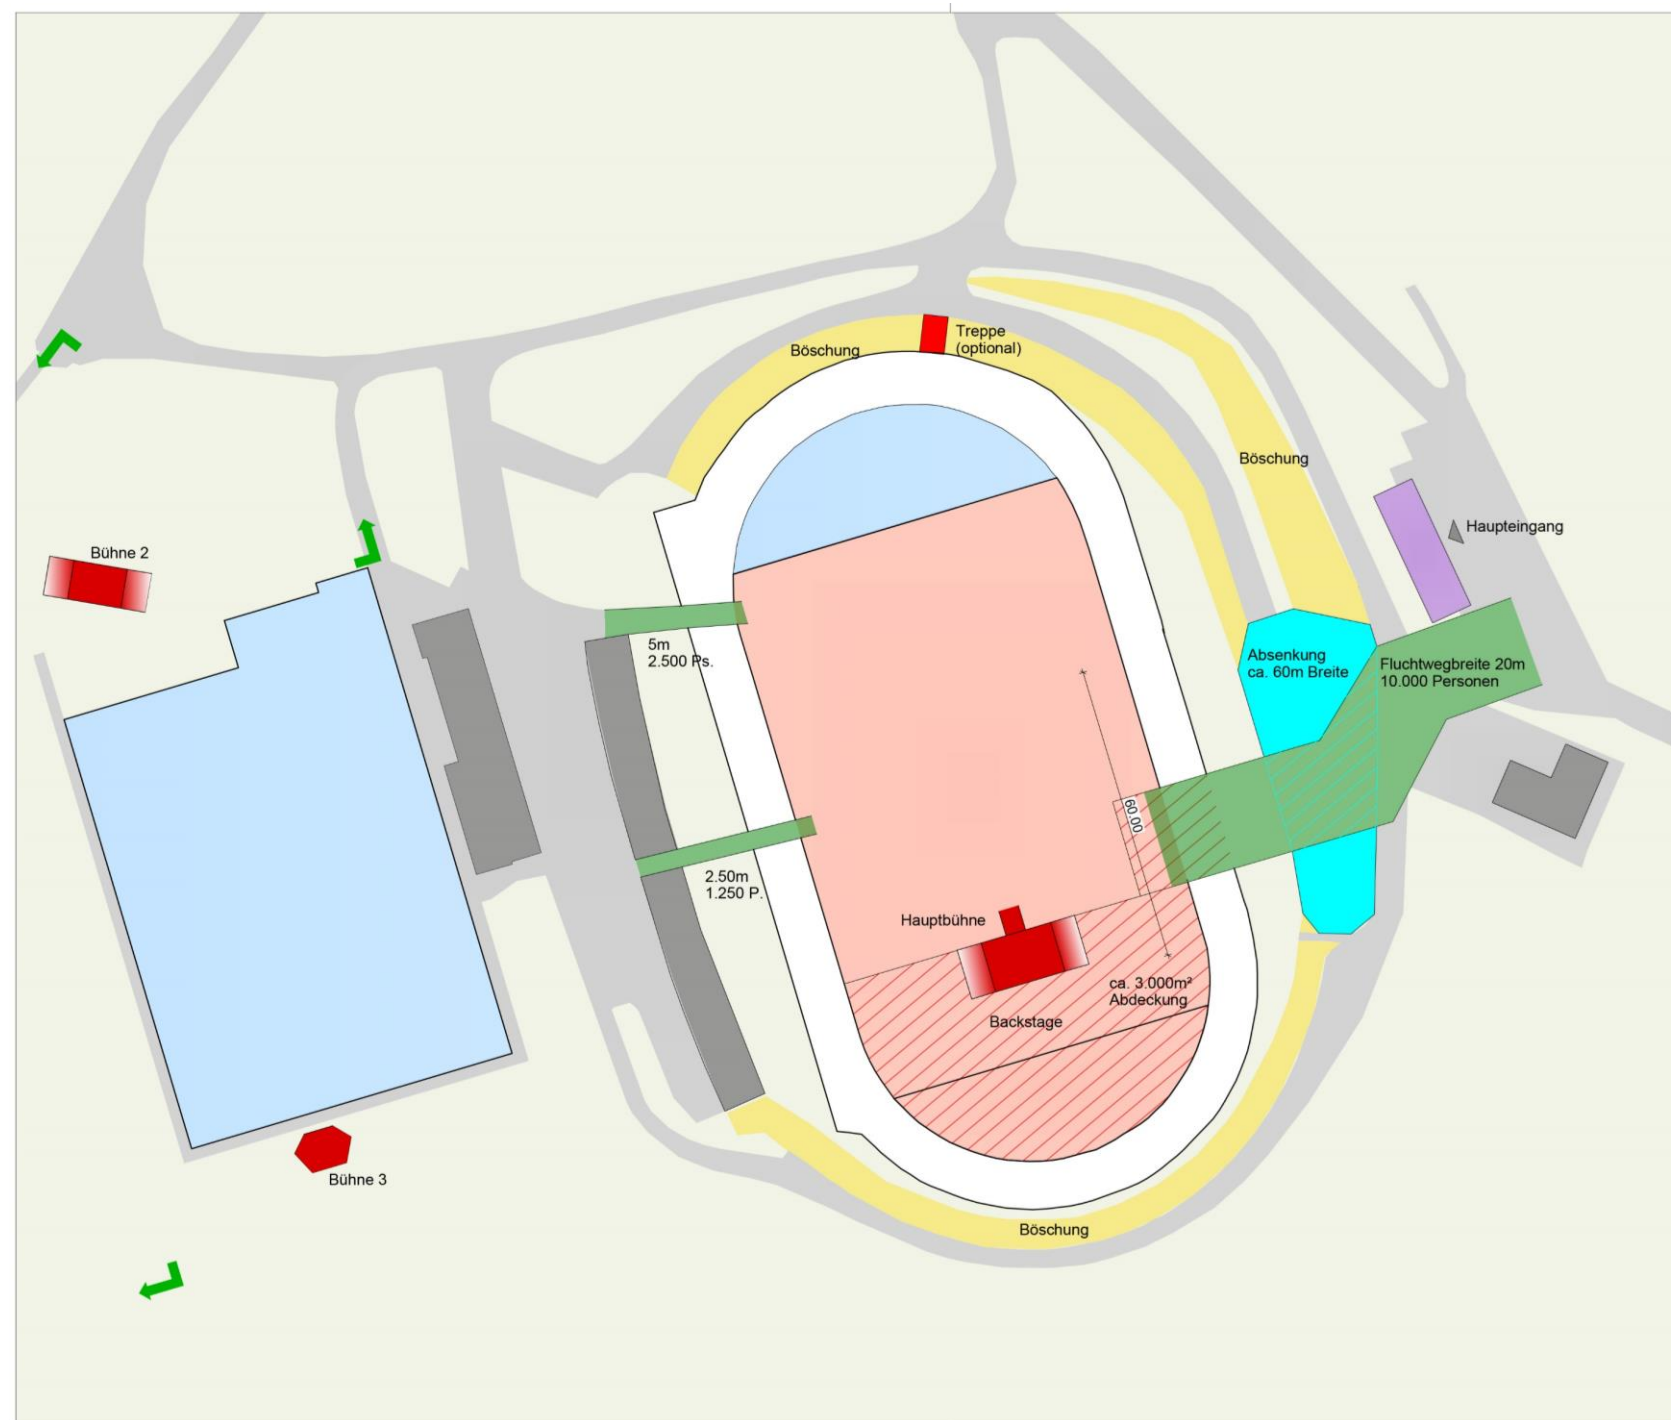 Treppe
(optional)
Böschung
Böschung
Haupteingang
Bühne 2
5m
2.500 Ps.
Absenkung
ca. 60m Breite
Fluchtwegbreite 20m
10.000 Personen
60.00
2.50m
1.250 P.
Hauptbühne
ca. 3.000m²
Abdeckung
Backstage
Bühne 3
Böschung